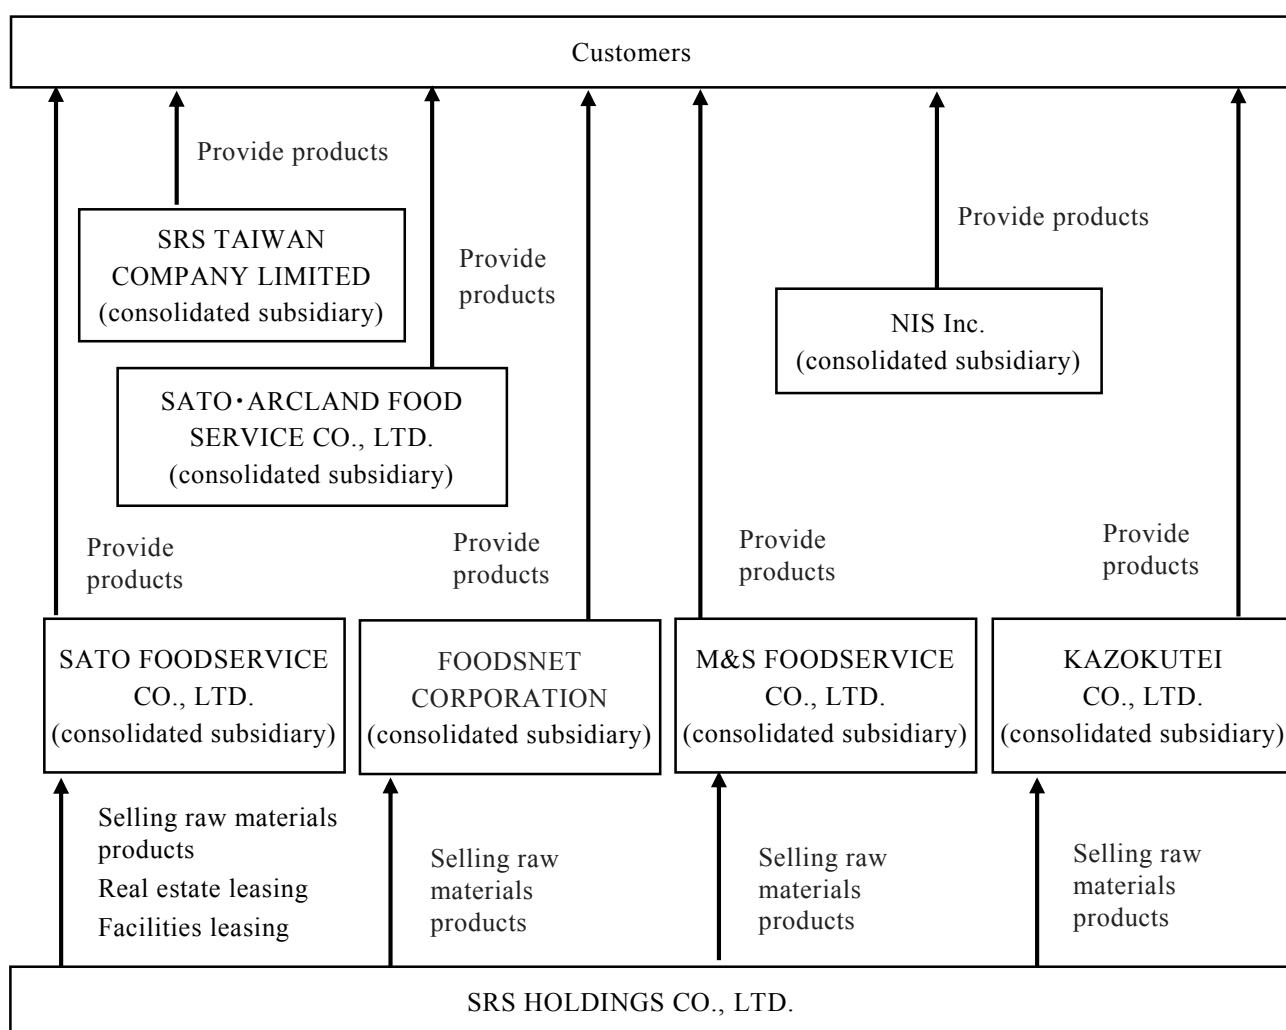 Customers
Provide products
SRS TAIWAN
COMPANY LIMITED
(consolidated subsidiary)
Provide
products
Provide products
NIS Inc.
(consolidated subsidiary)
SATO・ARCLAND FOOD
SERVICE CO., LTD.
(consolidated subsidiary)
Provide
products
Provide
products
Provide
products
Provide
products
SATO FOODSERVICE
CO., LTD.
(consolidated subsidiary)
FOODSNET
CORPORATION
(consolidated subsidiary)
M&S FOODSERVICE
CO., LTD.
(consolidated subsidiary)
KAZOKUTEI
CO., LTD.
(consolidated subsidiary)
Selling raw materials
products
Real estate leasing
Facilities leasing
Selling raw
materials
products
Selling raw
materials
products
Selling raw
materials
products
SRS HOLDINGS CO., LTD.